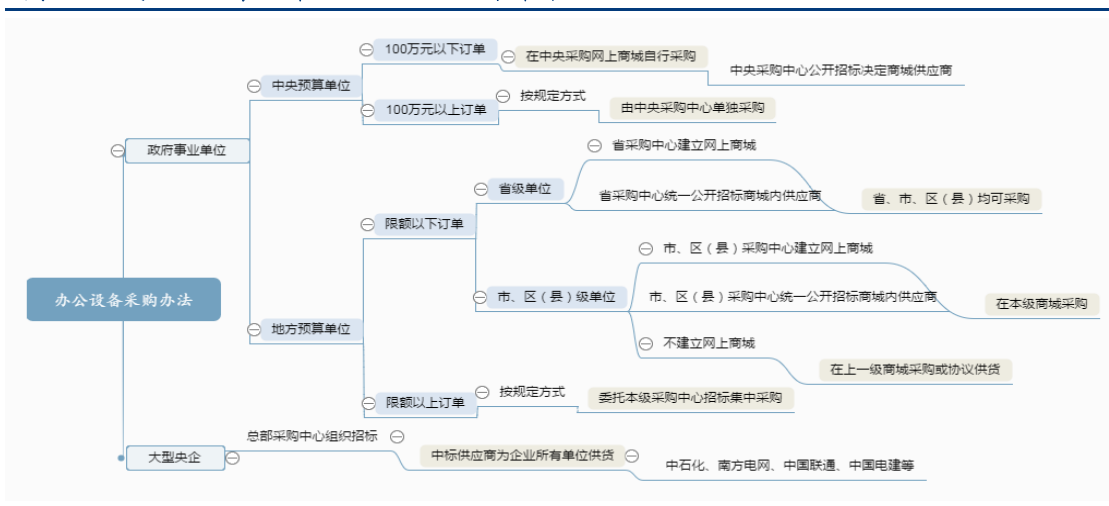 100万元以下订单
在中央采购网上商城自行采购
中央采购中心公开招标决定商城供应商
中央预算单位
100万元以上订单
按规定方式
由中央采购中心单独采购
政府事业单位
省采购中心建立网上商城
省级单位
省采购中心统一公开招标商城内供应商
省、市、区（县）均可采购
限额以下订单
市、区（县）采购中心建立网上商城
市、区（县）级单位
市、区（县）采购中心统一公开招标商城内供应商
在本级商城采购
办公设备采购办法
地方预算单位
不建立网上商城
在上一级商城采购或协议供货
限额以上订单
按规定方式
委托本级采购中心招标集中采购
大型央企
总部采购中心组织招标
中标供应商为企业所有单位供货
中石化、南方电网、中国联通、中国电建等